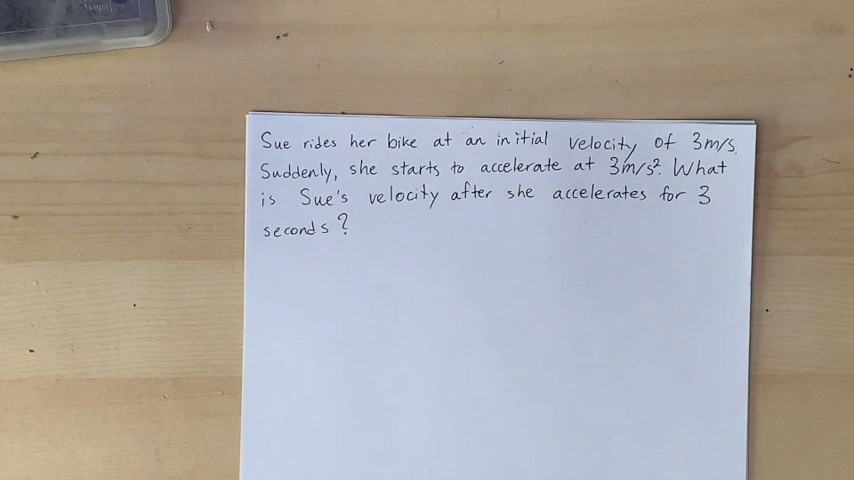 Sue rides her bike at an initial velocity of 3m/s.
Suddenly, she starts to accelerate at 3m/s². What
is Sue's velocity after she accelerates for 3
seconds?